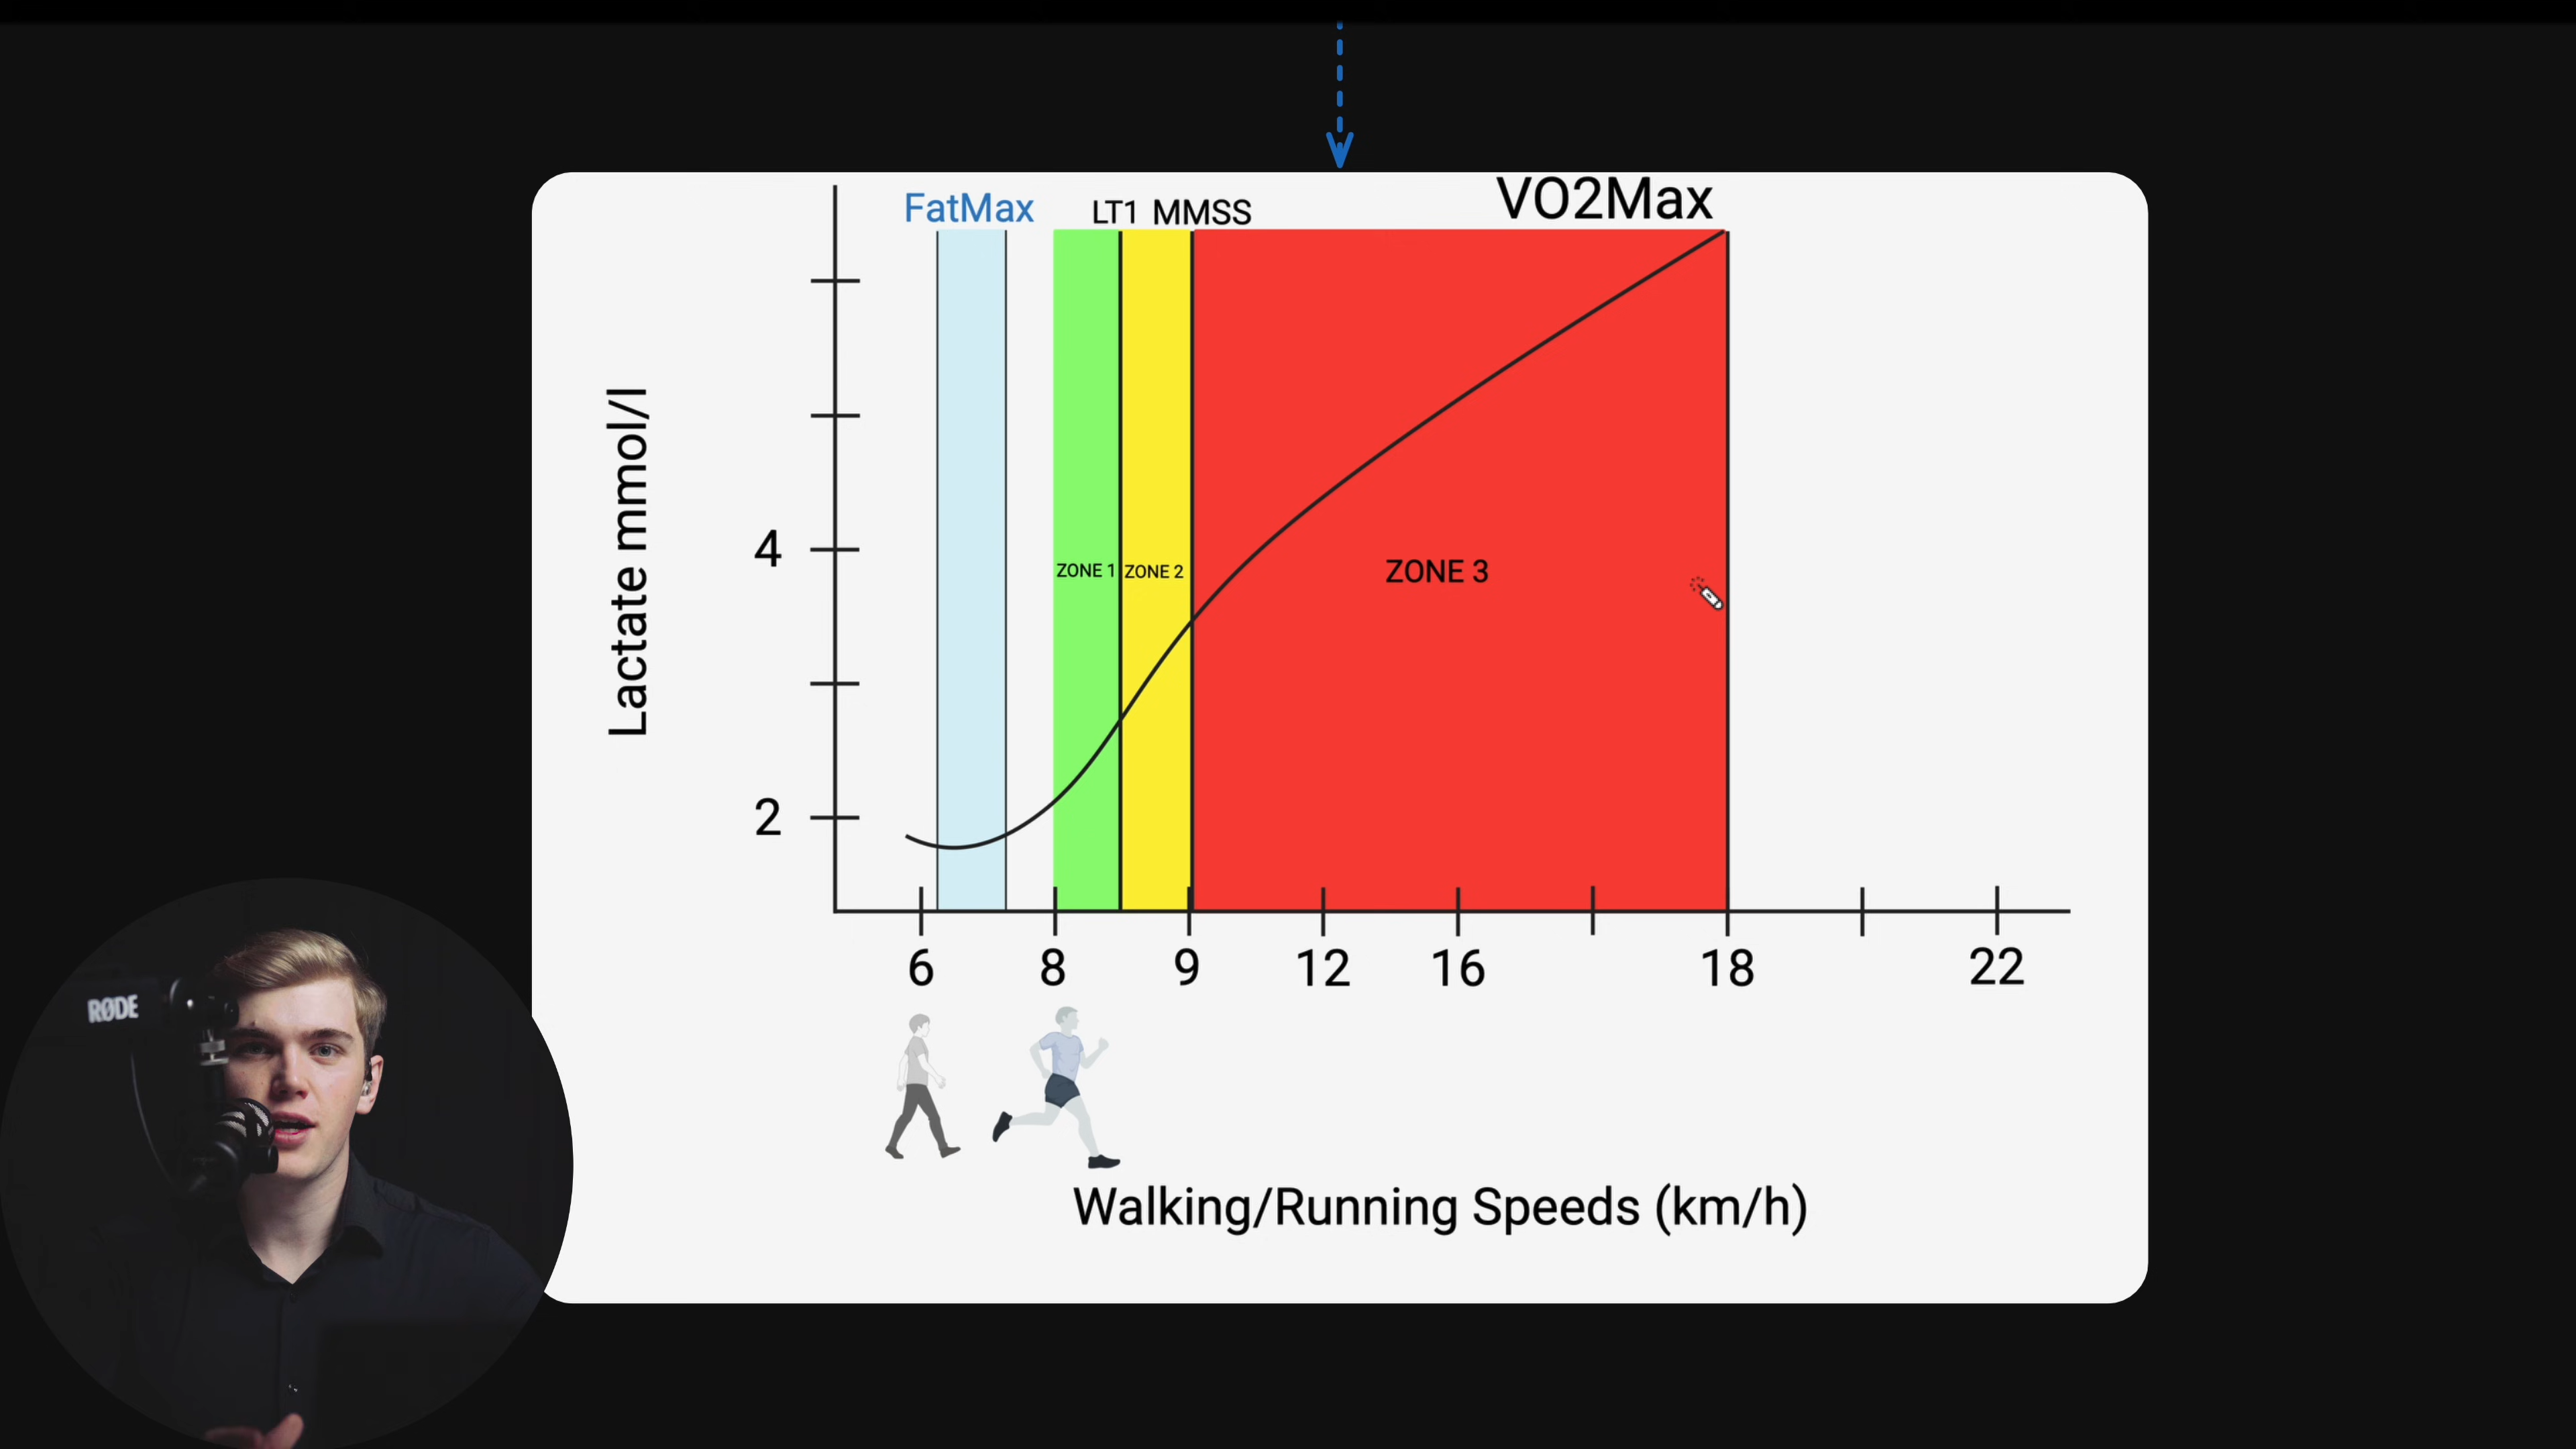 FatMax
LT1 MMSS
VO2Max
Lactate mmol/l
4
2
ZONE 1
ZONE 2
ZONE 3
6
8
9
12
16
18
22
Walking/Running Speeds (km/h)
RØDE